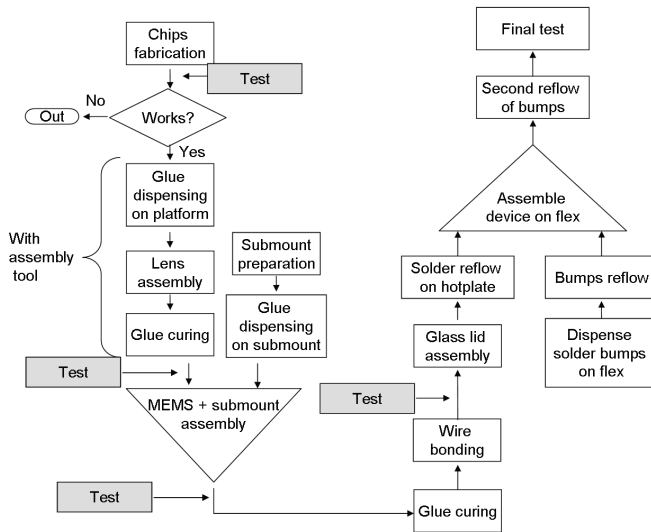 Chips
fabrication
Test
No
Out
Works?
Yes
Glue
dispensing
on platform
With
assembly
tool
Lens
assembly
Submount
preparation
Glue curing
Glue
dispensing
on submount
Test
MEMS + submount
assembly
Test
Glue curing
Wire
bonding
Test
Glass lid
assembly
Solder reflow
on hotplate
Dispense
solder bumps
on flex
Bumps reflow
Assemble
device on flex
Second reflow
of bumps
Final test